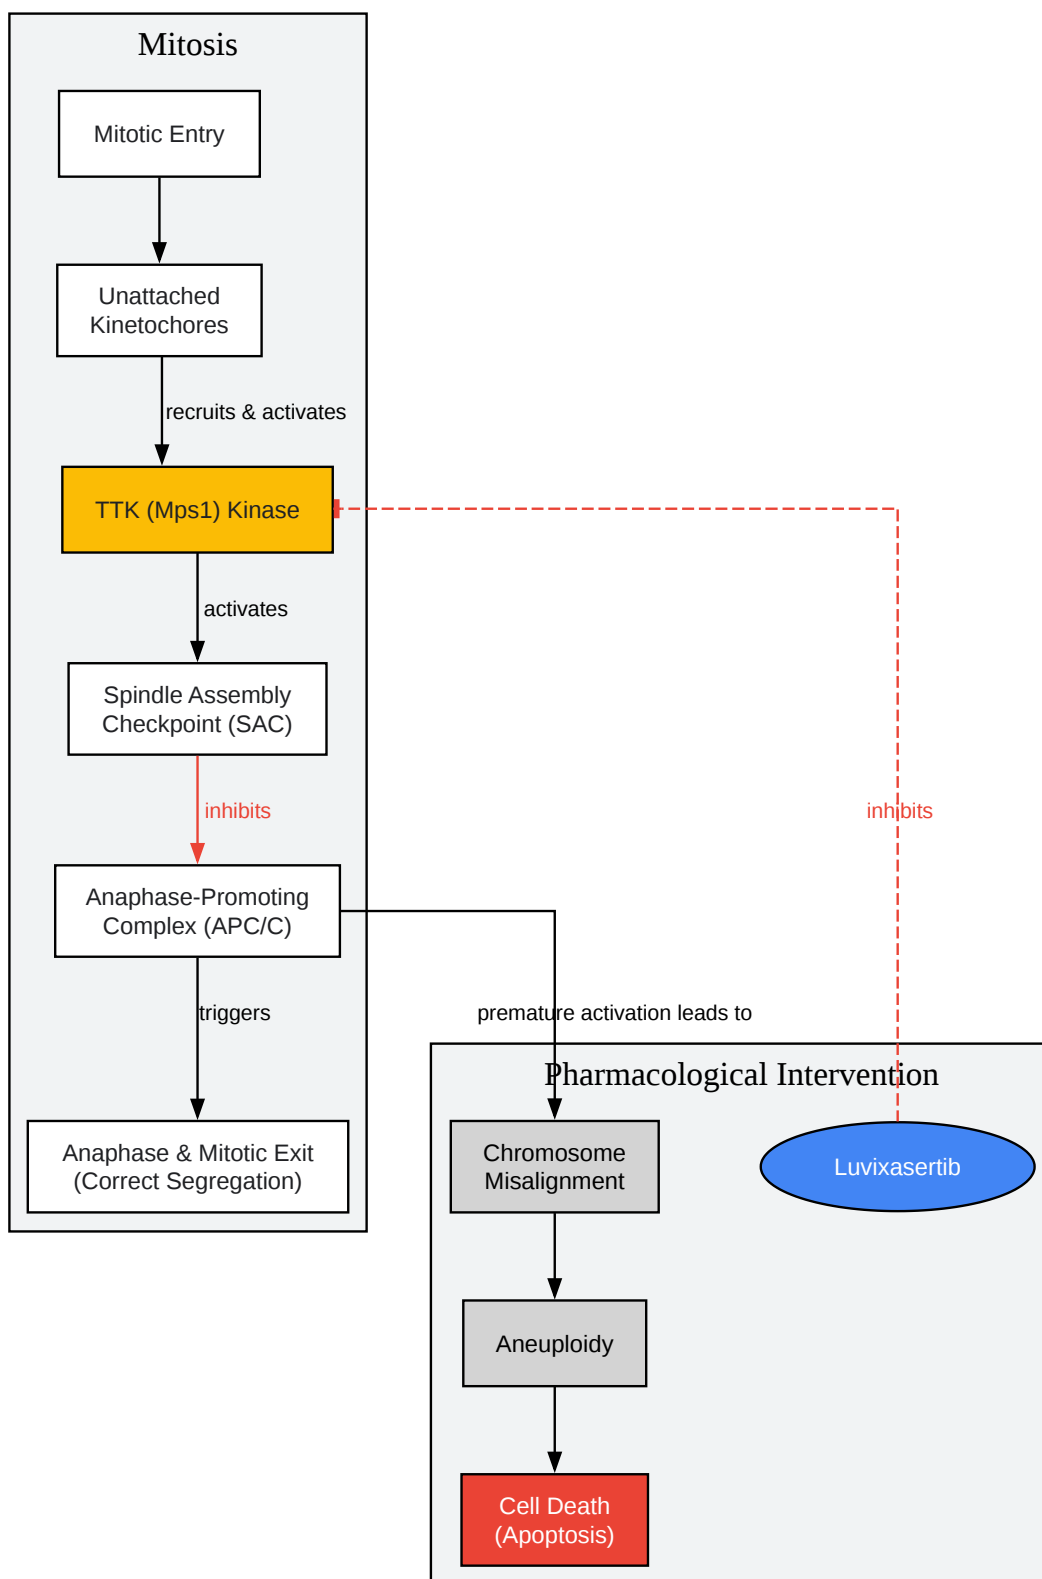 Mitosis
Mitotic Entry
Unattached
Kinetochores
recruits & activates
TTK (Mps1) Kinase
activates
Spindle Assembly
Checkpoint (SAC)
inhibits
inhibits
Anaphase-Promoting
Complex (APC/C)
triggers
premature activation leads to
Pharmacological Intervention
Anaphase & Mitotic Exit
(Correct Segregation)
Chromosome
Misalignment
Luvixasertib
Aneuploidy
Cell Death
(Apoptosis)